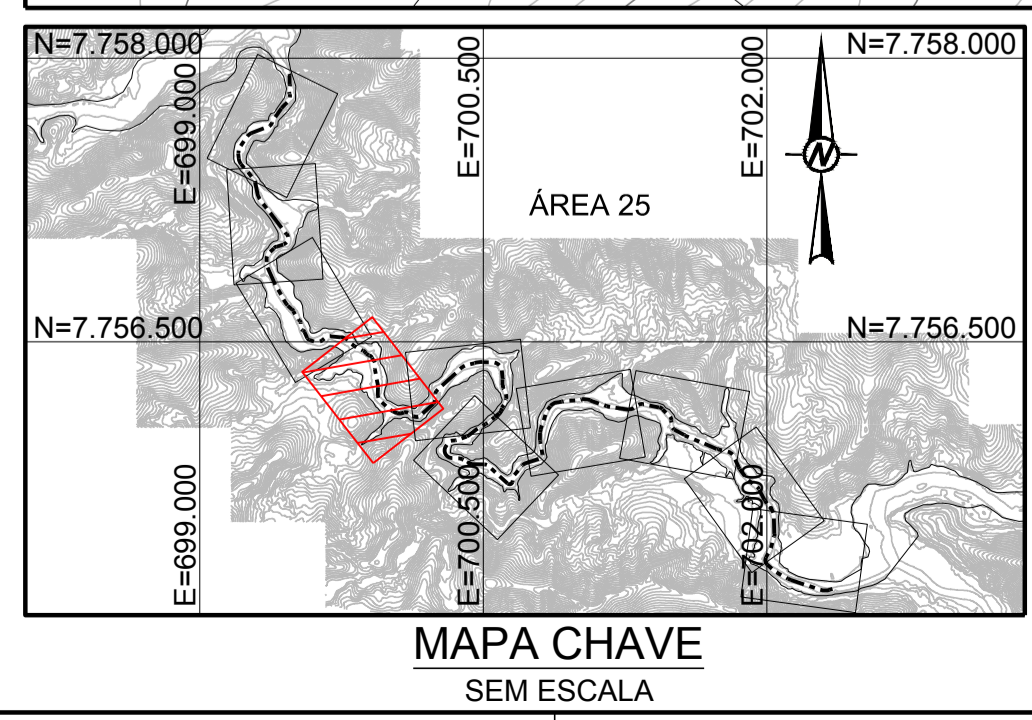 N=7.758.000
N=7.758.000
E=699.000
E=700.500
E=702.000
N
ÁREA 25
N=7.756.500
N=7.756.500
E=699.000
E=700.500
E=702.000
MAPA CHAVE
SEM ESCALA